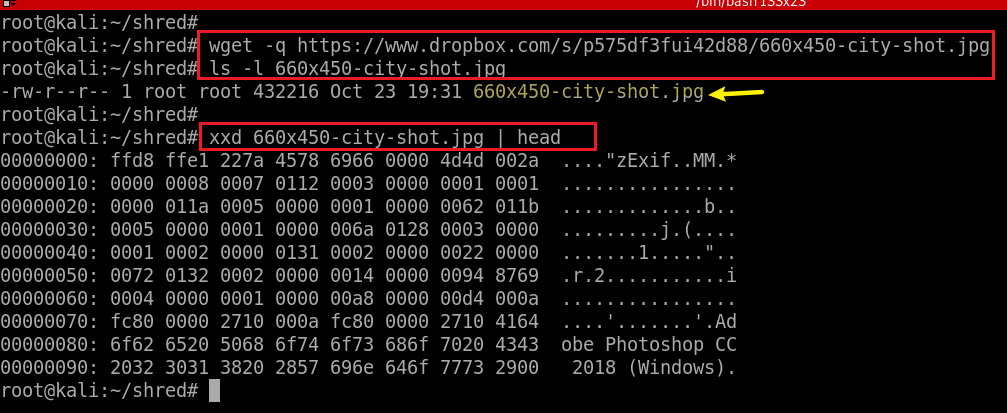 /bin/bash 133x23
root@kali:~/shred#
root@kali:~/shred# wget -q https://www.dropbox.com/s/p575df3fui42d88/660x450-city-shot.jpg
root@kali:~/shred# ls -l 660x450-city-shot.jpg
-rw-r--r-- 1 root root 432216 Oct 23 19:31 660x450-city-shot.jpg
root@kali:~/shred#
root@kali:~/shred# xxd 660x450-city-shot.jpg | head
00000000: ffd8 ffe1 227a 4578 6966 0000 4d4d 002a  ...."zExif..MM.*
00000010: 0000 0008 0007 0112 0003 0000 0001 0001  ................
00000020: 0000 011a 0005 0000 0001 0000 0062 011b  .............b..
00000030: 0005 0000 0001 0000 006a 0128 0003 0000  .........j.(....
00000040: 0001 0002 0000 0131 0002 0000 0022 0000  .......1....."..
00000050: 0072 0132 0002 0000 0014 0000 0094 8769  .r.2...........i
00000060: 0004 0000 0001 0000 00a8 0000 00d4 000a  ................
00000070: fc80 0000 2710 000a fc80 0000 2710 4164  ....'.......'.Ad
00000080: 6f62 6520 5068 6f74 6f73 686f 7020 4343  obe Photoshop CC
00000090: 2032 3031 3820 2857 696e 646f 7773 2900   2018 (Windows).
root@kali:~/shred#